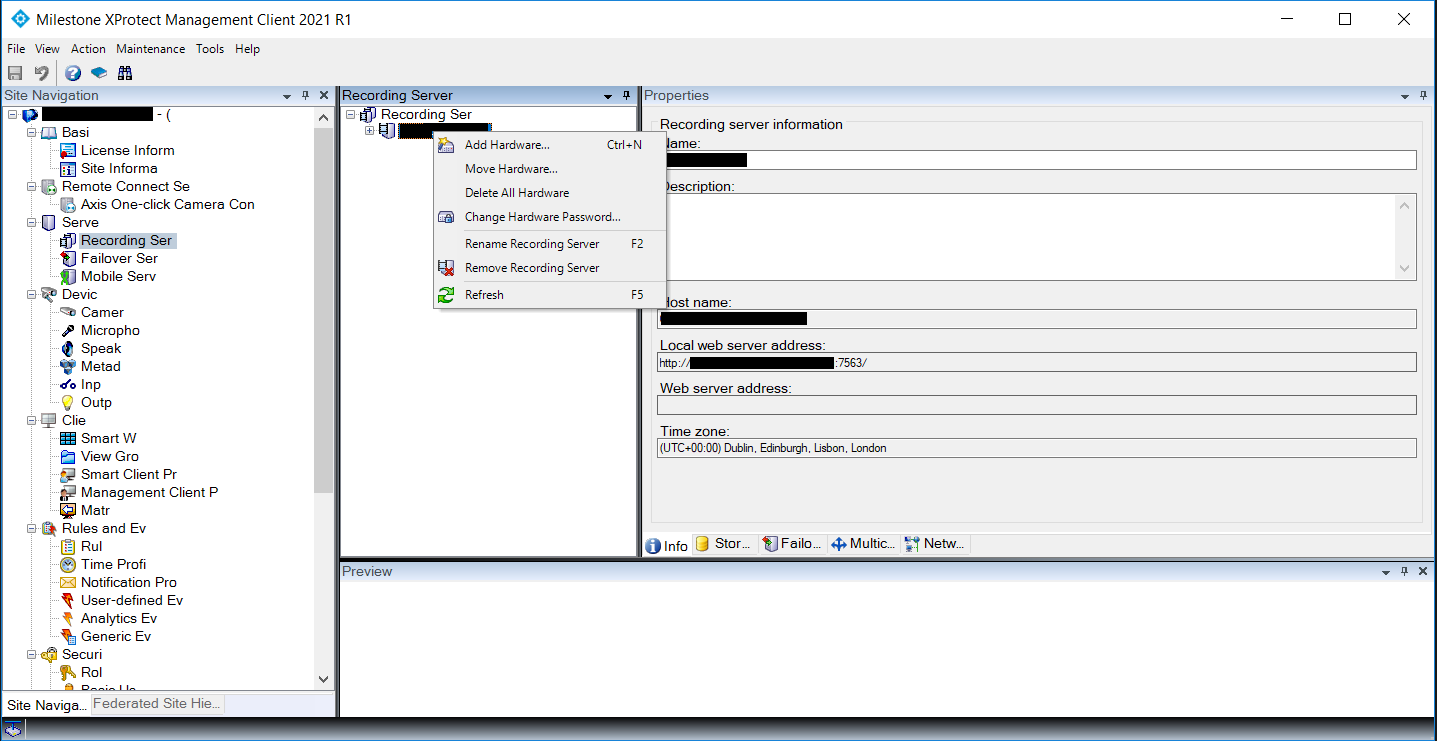 Milestone XProtect Management Client 2021 R1
File View Action Maintenance Tools Help
Site Navigation
- (
Basi
License Inform
Site Informa
Remote Connect Se
Axis One-click Camera Con
Serve
Recording Ser
Failover Ser
Mobile Serv
Devic
Camer
Micropho
Speak
Metad
Inp
Outp
Clie
Smart W
View Gro
Smart Client Pr
Management Client P
Matr
Rules and Ev
Rul
Time Profi
Notification Pro
User-defined Ev
Analytics Ev
Generic Ev
Securi
Rol
Basic Us
Site Naviga... Federated Site Hie...
Recording Server
Recording Ser
Add Hardware... Ctrl+N
Move Hardware...
Delete All Hardware
Change Hardware Password...
Rename Recording Server F2
Remove Recording Server
Refresh F5
Properties
Recording server information
Name:
Description:
Host name:
Local web server address:
http:// :7563/
Web server address:
Time zone:
(UTC+00:00) Dublin, Edinburgh, Lisbon, London
Info Stor... Failo... Multic... Netw...
Preview